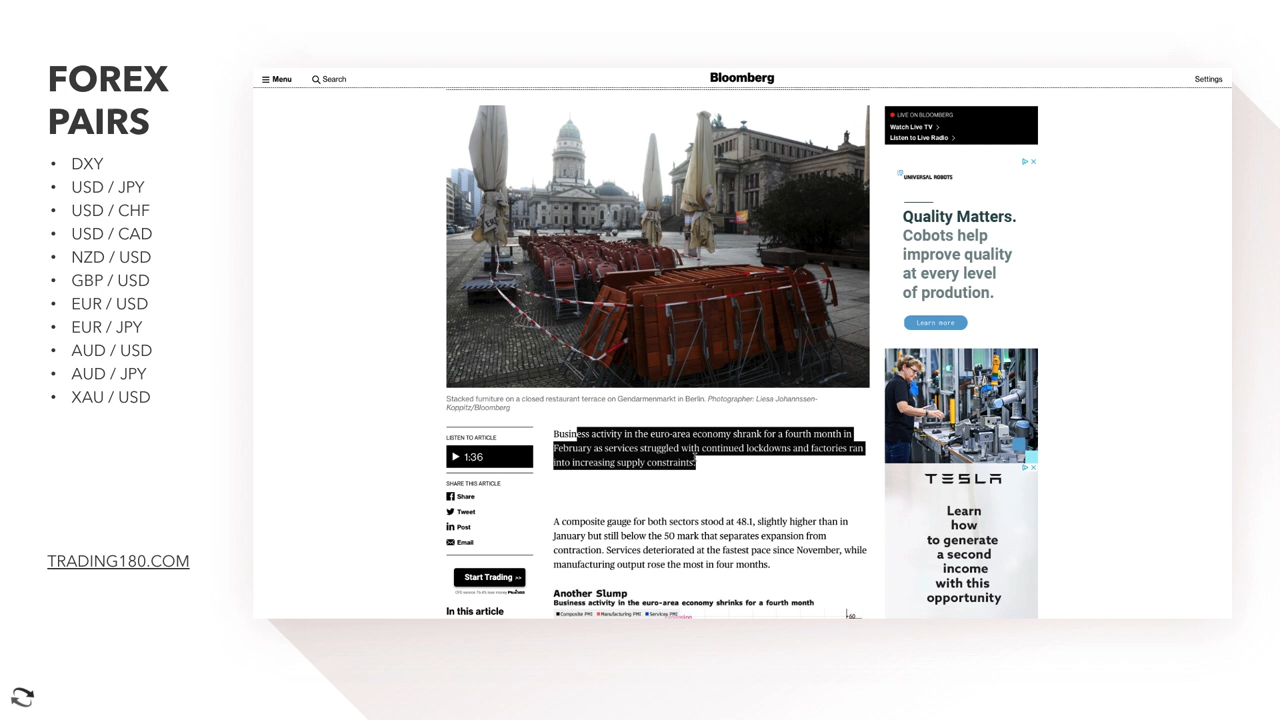 FOREX
PAIRS
• DXY
• USD / JPY
• USD / CHF
• USD / CAD
• NZD / USD
• GBP / USD
• EUR / USD
• EUR / JPY
• AUD / USD
• AUD / JPY
• XAU / USD
TRADING180.COM
Menu
Search
Bloomberg
Settings
Stacked furniture on a closed restaurant terrace on Gendarmenmarkt in Berlin. Photographer: Liesa Johannssen-
Koppitz/Bloomberg
LISTEN TO ARTICLE
1:36
SHARE THIS ARTICLE
Share
Tweet
Post
Email
Start Trading >>
In this article
Business activity in the euro-area economy shrank for a fourth month in
February as services struggled with continued lockdowns and factories ran
into increasing supply constraints.
A composite gauge for both sectors stood at 48.1, slightly higher than in
January but still below the 50 mark that separates expansion from
contraction. Services deteriorated at the fastest pace since November, while
manufacturing output rose the most in four months.
Another Slump
Business activity in the euro-area economy shrinks for a fourth month
Composite PMI Manufacturing PMI Services PMI
60
LIVE ON BLOOMBERG
Watch Live TV >
Listen to Live Radio >
UNIVERSAL ROBOTS
Quality Matters.
Cobots help
improve quality
at every level
of prodution.
Learn more
TESLA
Learn
how
to generate
a second
income
with this
opportunity